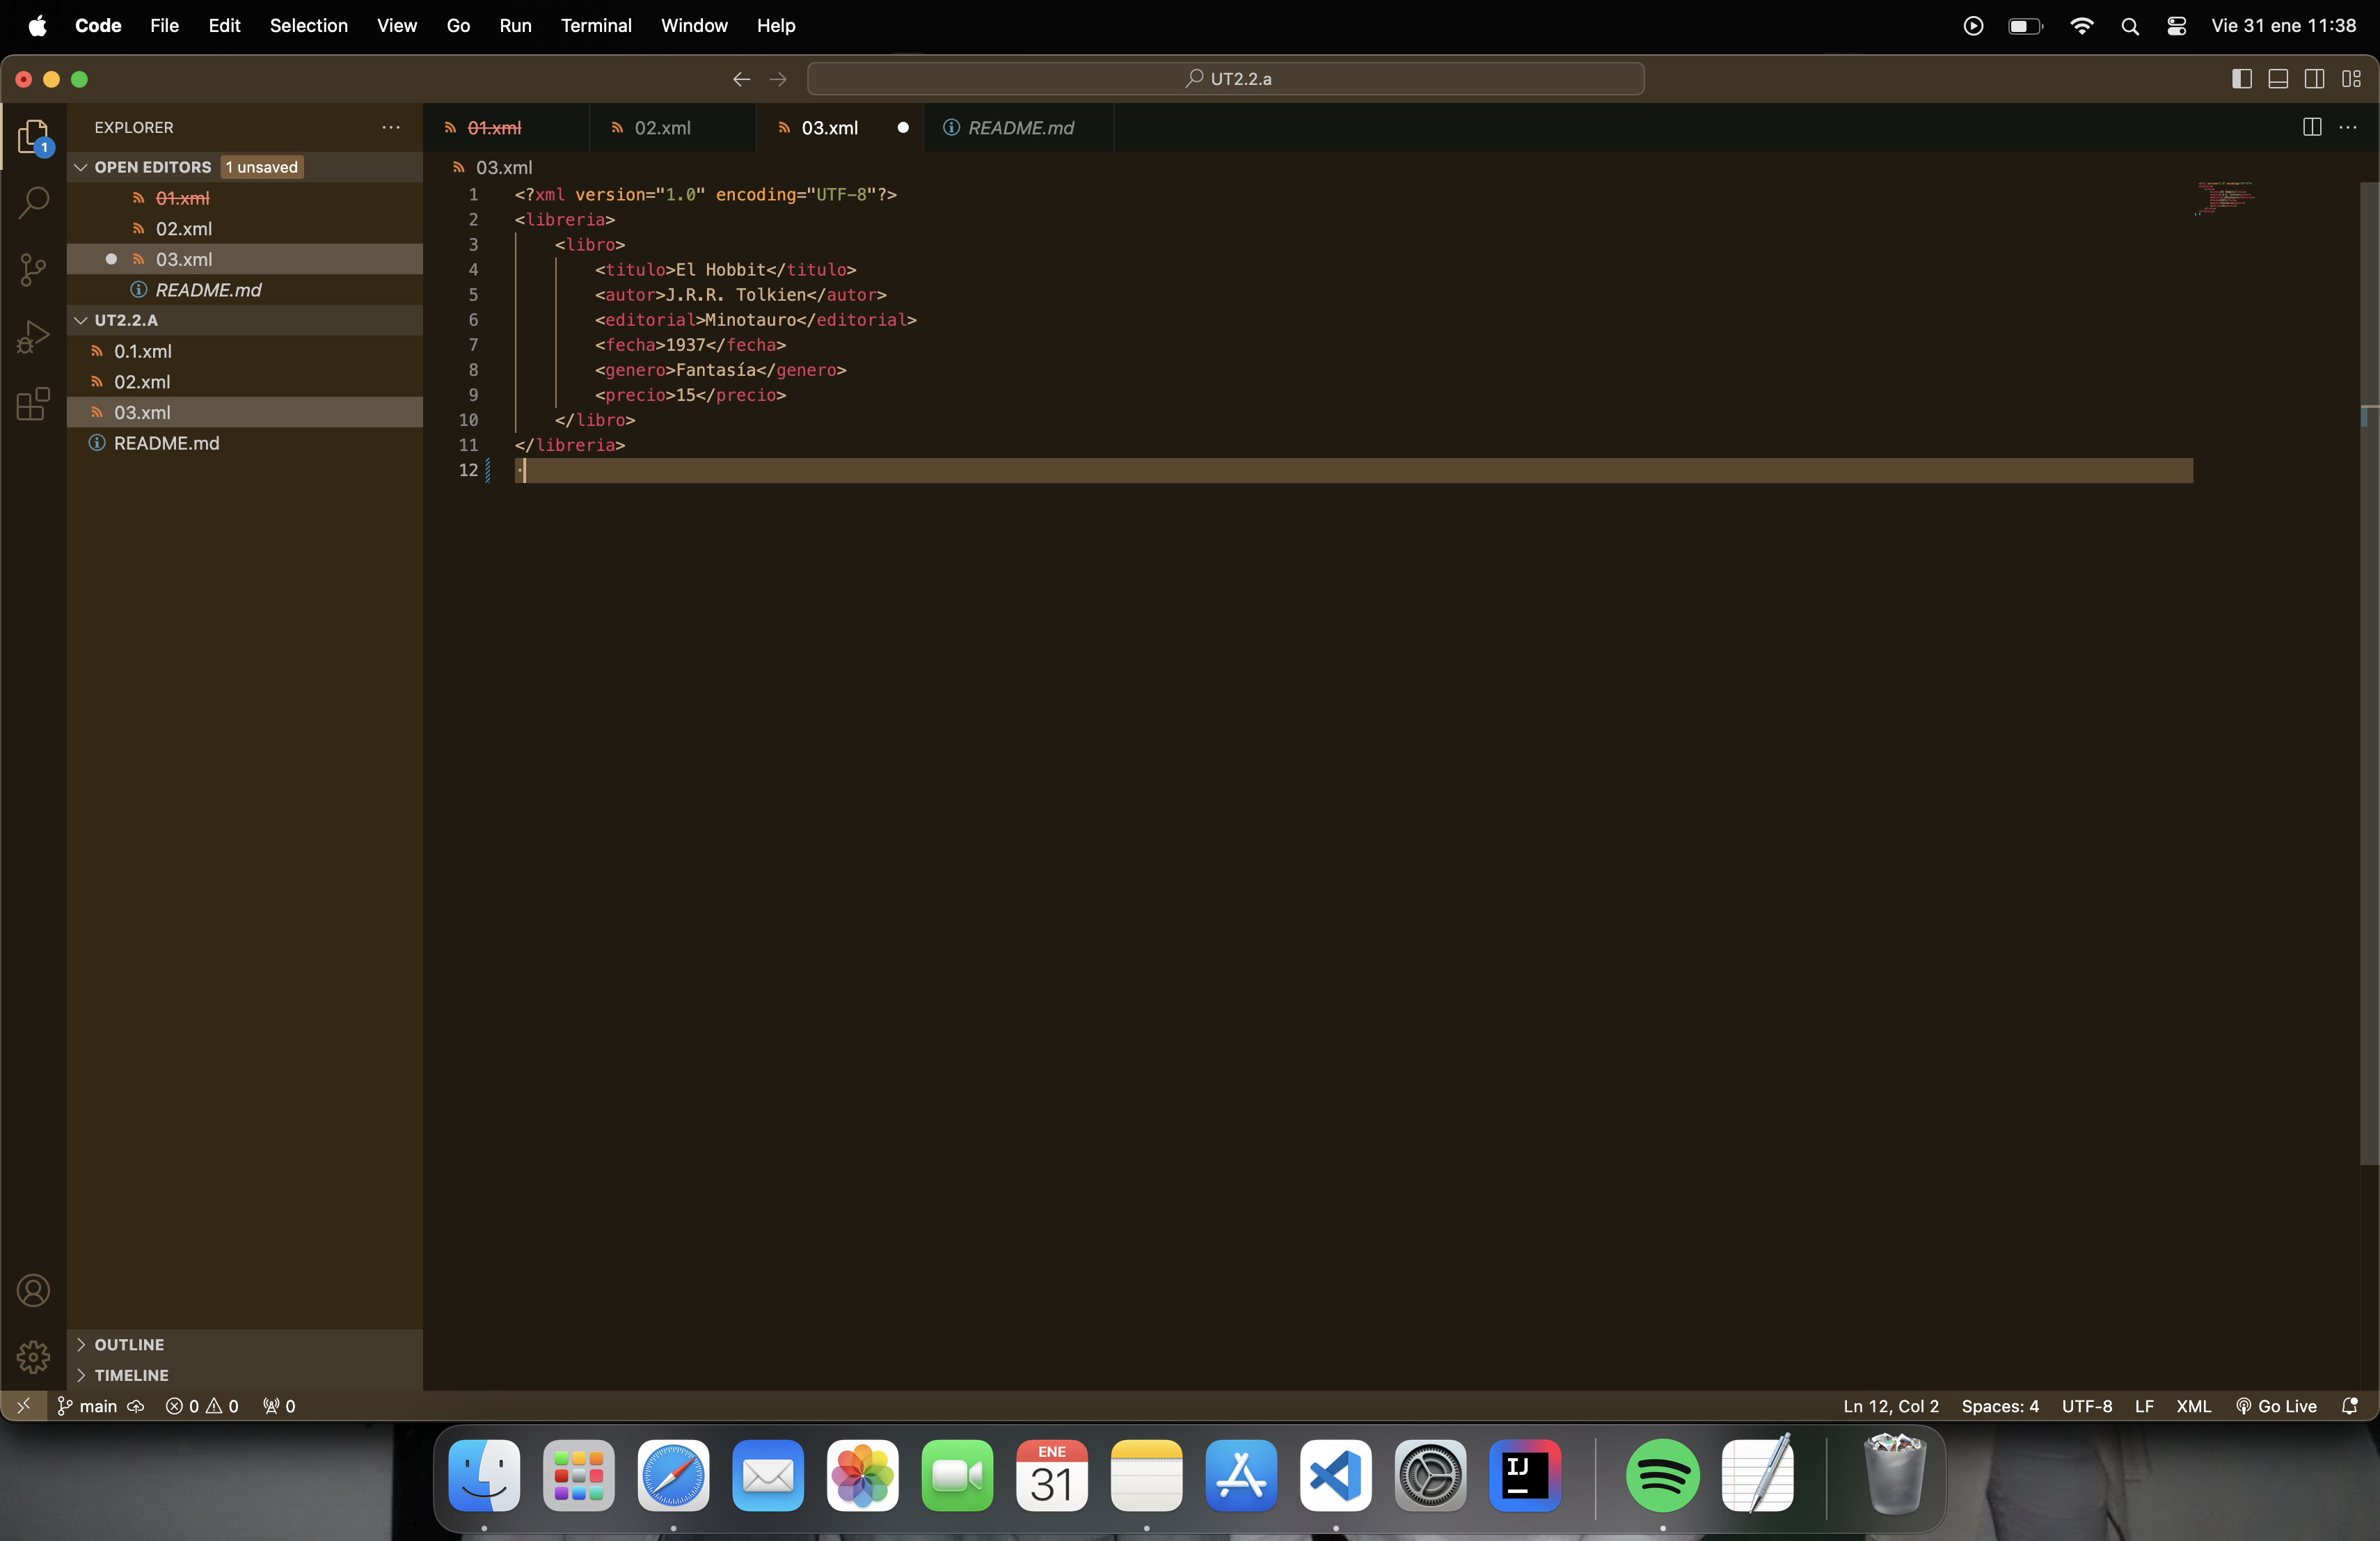 Code File Edit Selection View Go Run Terminal Window Help Vie 31 ene 11:38
UT2.2.a
EXPLORER
1
OPEN EDITORS 1 unsaved
01.xml
02.xml
03.xml
README.md
UT2.2.A
0.1.xml
02.xml
03.xml
README.md
OUTLINE
TIMELINE
01.xml 02.xml 03.xml README.md
03.xml
1 <?xml version="1.0" encoding="UTF-8"?>
2 <libreria>
3 <libro>
4 <titulo>El Hobbit</titulo>
5 <autor>J.R.R. Tolkien</autor>
6 <editorial>Minotauro</editorial>
7 <fecha>1937</fecha>
8 <genero>Fantasía</genero>
9 <precio>15</precio>
10 </libro>
11 </libreria>
12
main 0 0 0 Ln 12, Col 2 Spaces: 4 UTF-8 LF XML Go Live
ENE
31
IJ